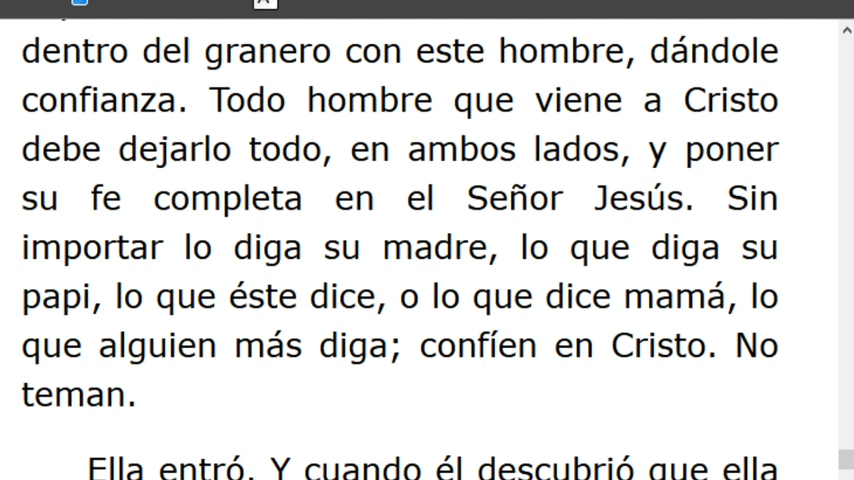 dentro del granero con este hombre, dándole
confianza. Todo hombre que viene a Cristo
debe dejarlo todo, en ambos lados, y poner
su fe completa en el Señor Jesús. Sin
importar lo diga su madre, lo que diga su
papi, lo que éste dice, o lo que dice mamá, lo
que alguien más diga; confíen en Cristo. No
teman.
Ella entró. Y cuando él descubrió que ella